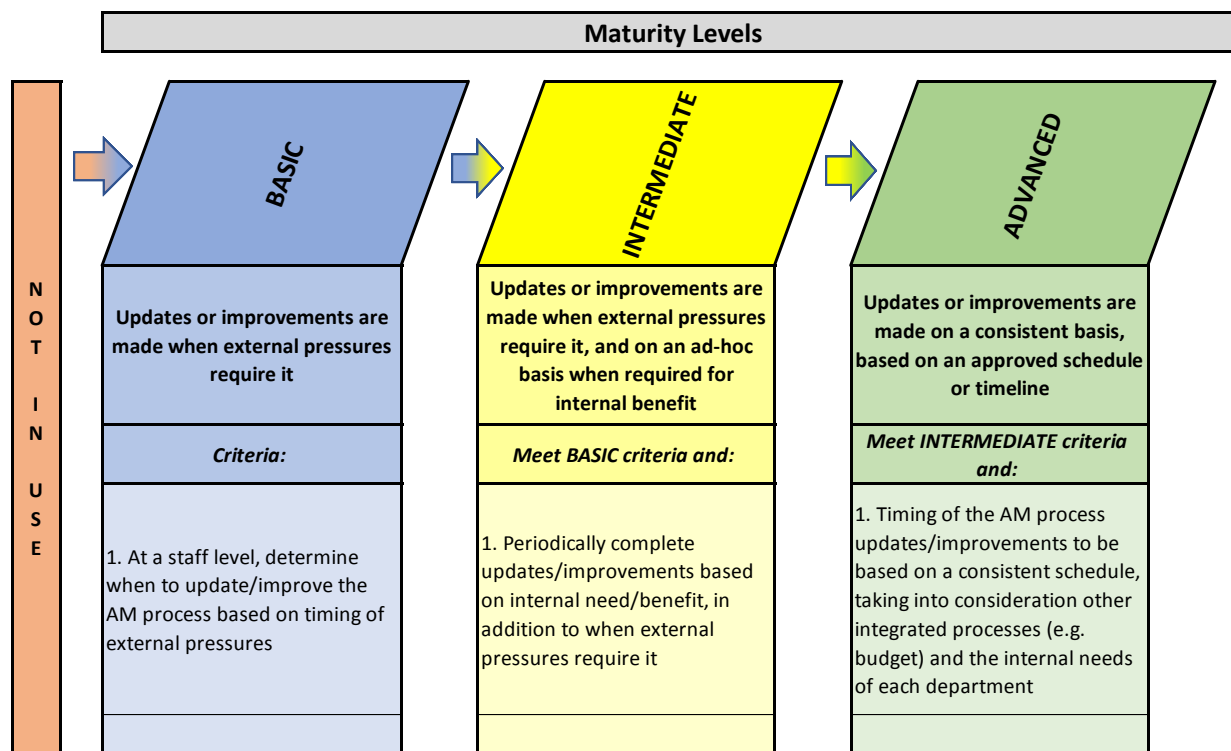 Maturity Levels
NOT IN USE
BASIC
INTERMEDIATE
ADVANCED
Updates or improvements are
made when external pressures
require it
Updates or improvements are
made when external pressures
require it, and on an ad-hoc
basis when required for
internal benefit
Updates or improvements are
made on a consistent basis,
based on an approved schedule
or timeline
Criteria:
Meet BASIC criteria and:
Meet INTERMEDIATE criteria
and:
1. At a staff level, determine
when to update/improve the
AM process based on timing of
external pressures
1. Periodically complete
updates/improvements based
on internal need/benefit, in
addition to when external
pressures require it
1. Timing of the AM process
updates/improvements to be
based on a consistent schedule,
taking into consideration other
integrated processes (e.g.
budget) and the internal needs
of each department